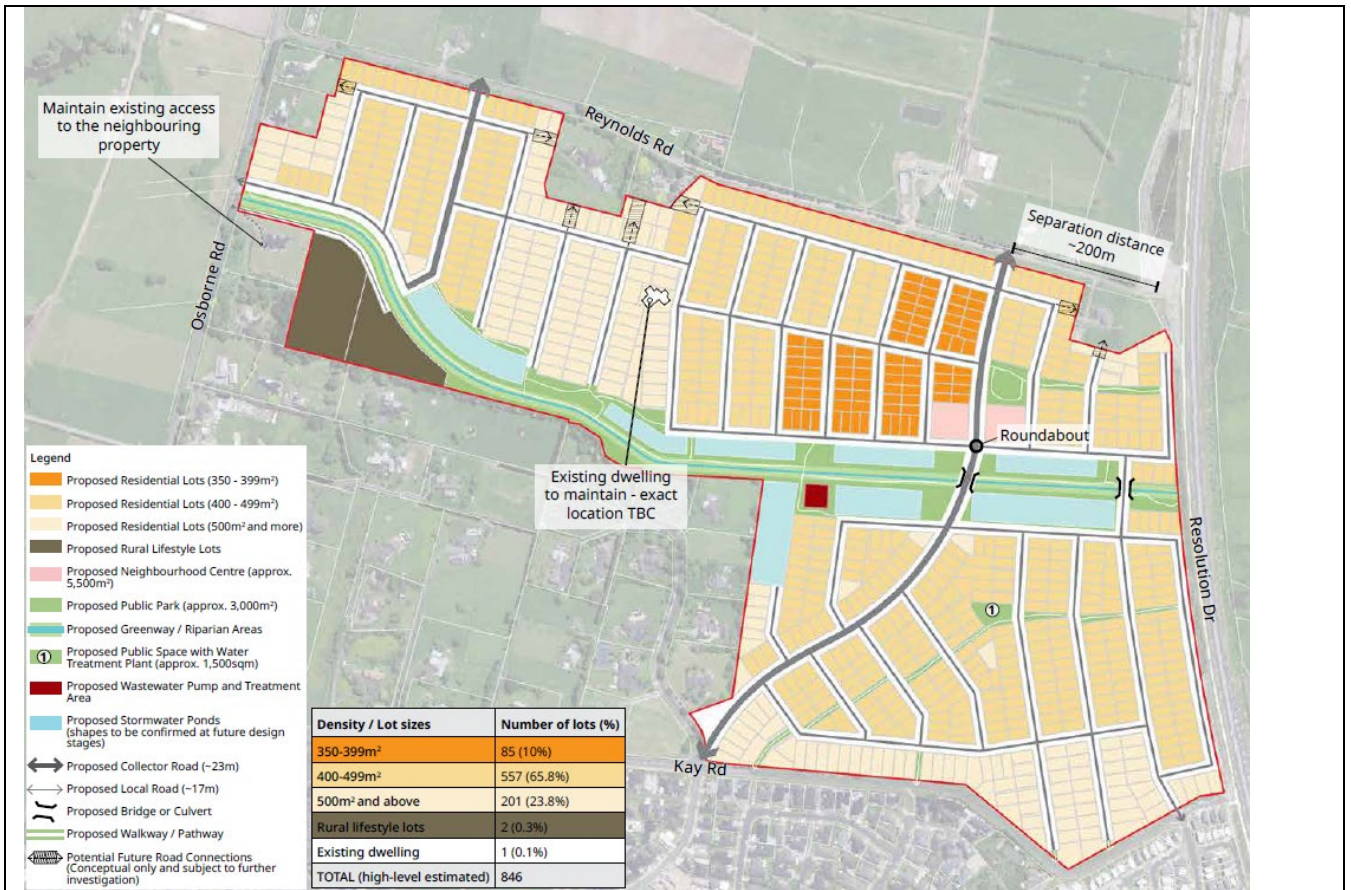 Maintain existing access
to the neighbouring
property
Reynolds Rd
Separation distance
~200m
Osborne Rd
Roundabout
Existing dwelling
to maintain - exact
location TBC
Resolution Dr
①
Kay Rd
Legend
Proposed Residential Lots (350 - 399m²)
Proposed Residential Lots (400 - 499m²)
Proposed Residential Lots (500m² and more)
Proposed Rural Lifestyle Lots
Proposed Neighbourhood Centre (approx.
5,500m²)
Proposed Public Park (approx. 3,000m²)
Proposed Greenway / Riparian Areas
① Proposed Public Space with Water
Treatment Plant (approx. 1,500sqm)
Proposed Wastewater Pump and Treatment
Area
Proposed Stormwater Ponds
(shapes to be confirmed at future design
stages)
Proposed Collector Road (~23m)
Proposed Local Road (~17m)
Proposed Bridge or Culvert
Proposed Walkway / Pathway
Potential Future Road Connections
(Conceptual only and subject to further
investigation)
Density / Lot sizes Number of lots (%)
350-399m² 85 (10%)
400-499m² 557 (65.8%)
500m² and above 201 (23.8%)
Rural lifestyle lots 2 (0.3%)
Existing dwelling 1 (0.1%)
TOTAL (high-level estimated) 846